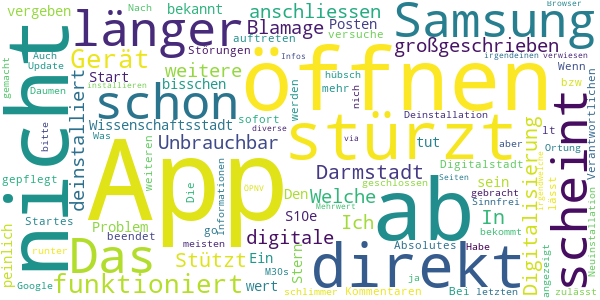 vergeben
Nach
bekannt
anschliessen
Samsung
Browser
nicht
gemacht
Auch
Update
Daumen
installieren
länger
Störungen
auftreten
Blamage
Posten
versuche
großgeschrieben
irgendeinen
verwiesen
Gerät
Start
weitere
Infos
hübsch
mehr
nich
öffnen
Wenn
bzw
Verantwortlichen
deinstalliert
schon
bisschen
werden
sofort
diverse
via
Deinstallation
stürzt
scheint
Bitte
Wissenschaftsstadt
Was
Unbrauchbar
tut
aber
lt
Ortung
gepflegt
App
weiteren
Die
Informationen
ÖPNV
Mehrwert
ab
Welche
Darmstadt
geschlossen
Seiten
Digitalstadt
sein
gebracht
Sinnfrei
Digitalisierung
irgendwelche
lässt
Neuinstallation
angezeigt
Startes
Problem
beendet
go
Den
S10e
Ich
In
bekommt
peinlich
Das
Stützt
meisten
digitale
Stern
direkt
Absolutes
Habe
runter
Google
funktioniert
Ein
wert
M30s
ja
schlimmer
Kommentaren
Bei
letzten
zulässt